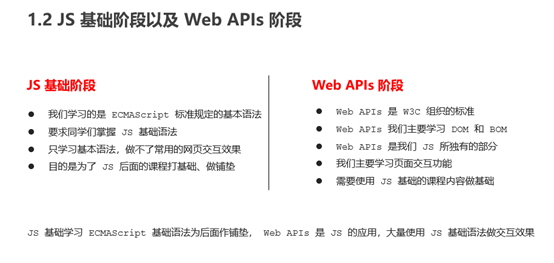 1.2 JS 基础阶段以及 Web APIs 阶段
JS 基础阶段
我们学习的是 ECMAScript 标准规定的基本语法
要求同学们掌握 JS 基础语法
只学习基本语法，做不了常用的网页交互效果
目的是为了 JS 后面的课程打基础、做铺垫
Web APIs 阶段
Web APIs 是 W3C 组织的标准
Web APIs 我们主要学习 DOM 和 BOM
Web APIs 是我们 JS 所独有的部分
我们主要学习页面交互功能
需要使用 JS 基础的课程内容做基础
JS 基础学习 ECMAScript 基础语法为后面作铺垫， Web APIs 是 JS 的应用，大量使用 JS 基础语法做交互效果